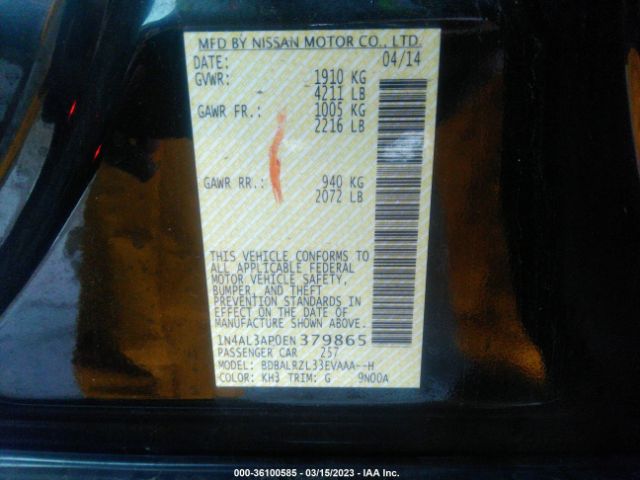 MFD BY NISSAN MOTOR CO., LTD.
DATE: 04/14
GVWR: 1910 KG
4211 LB
GAWR FR.: 1005 KG
2216 LB
GAWR RR.: 940 KG
2072 LB
THIS VEHICLE CONFORMS TO
ALL APPLICABLE FEDERAL
MOTOR VEHICLE SAFETY,
BUMPER, AND THEFT
PREVENTION STANDARDS IN
EFFECT ON THE DATE OF
MANUFACTURE SHOWN ABOVE.
1N4AL3AP0EN379865
PASSENGER CAR 257
MODEL: BDBALRZL33EVAAA--H
COLOR: KH3 TRIM: G 9N00A
000-36100585 - 03/15/2023 - IAA Inc.